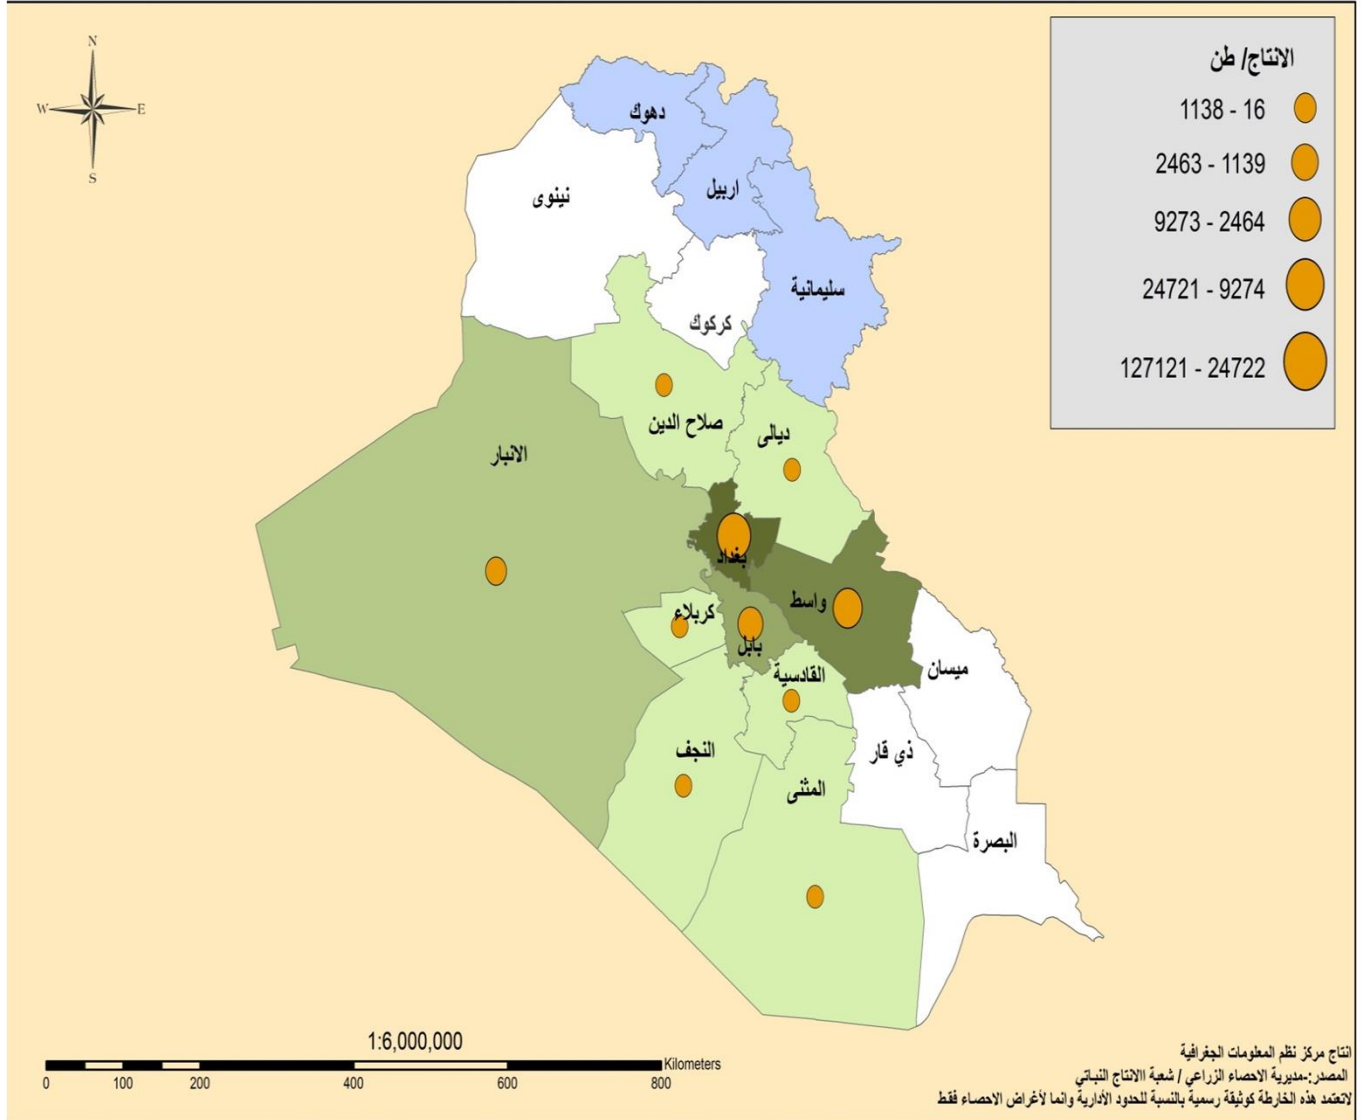 N
W E
S
الانتاج/ طن
1138 - 16
2463 - 1139
9273 - 2464
24721 - 9274
127121 - 24722
دهوك
اربيل
نينوى
سليمانية
كركوك
صلاح الدين
ديالى
الانبار
بغداد
واسط
كربلاء
بابل
ميسان
القادسية
النجف
ذي قار
المثنى
البصرة
1:6,000,000
Kilometers
0 100 200 400 600 800
انتاج مركز نظم المعلومات الجغرافية
المصدر:-مديرية الاحصاء الزراعي / شعبة االانتاج النباتي
لاتعتمد هذه الخارطة كوثيقة رسمية بالنسبة للحدود الأدارية وانما لأغراض الاحصاء فقط